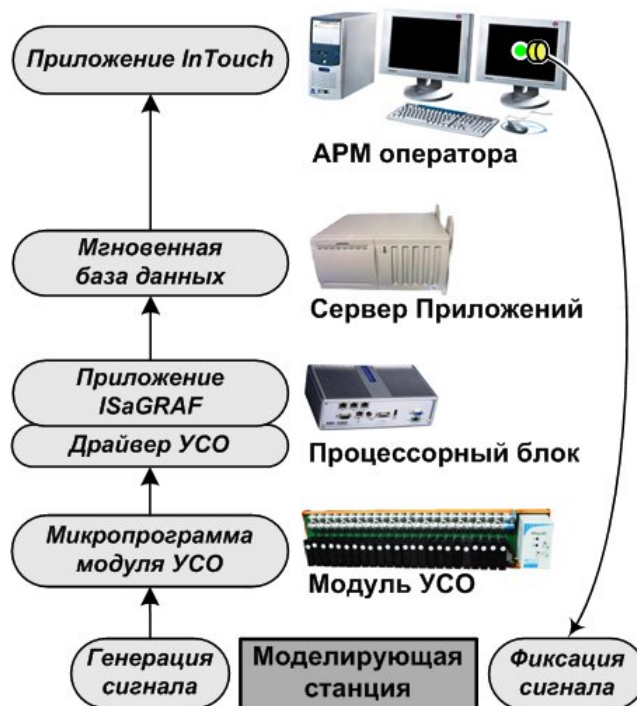 Приложение InTouch
АРМ оператора
Мгновенная
база данных
Сервер Приложений
Приложение
ISaGRAF
Драйвер УСО
Процессорный блок
Микропрограмма
модуля УСО
Модуль УСО
Генерация
сигнала
Моделирующая
станция
Фиксация
сигнала